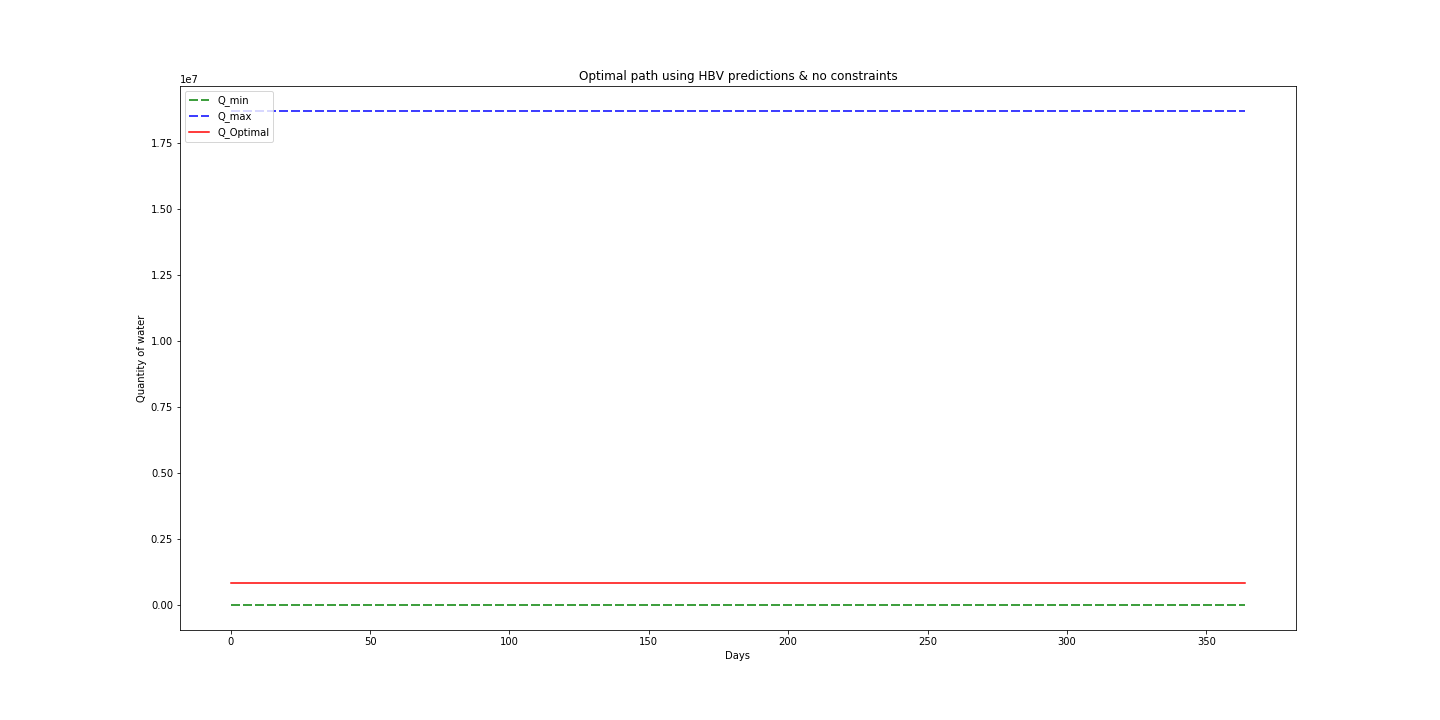 Optimal path using HBV predictions & no constraints
1e7
Q_min
Q_max
Q_Optimal
1.75
1.50
1.25
1.00
0.75
0.50
0.25
0.00
Quantity of water
0 50 100 150 200 250 300 350
Days